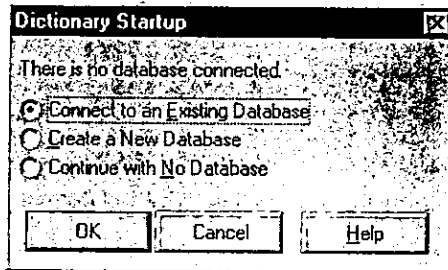 Dictionary Startup
There is no database connected.
Connect to an Existing Database
Create a New Database
Continue with No Database
OK Cancel Help